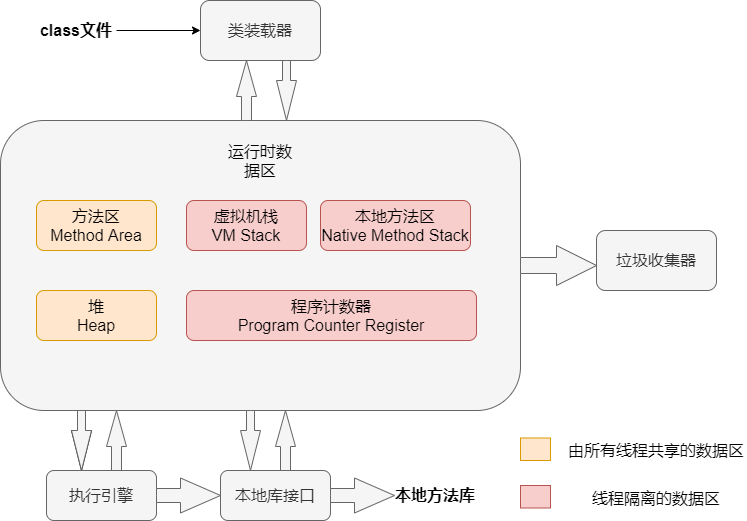 class文件
类装载器
运行时数
据区
方法区
Method Area
虚拟机栈
VM Stack
本地方法区
Native Method Stack
垃圾收集器
堆
Heap
程序计数器
Program Counter Register
由所有线程共享的数据区
执行引擎
本地库接口
本地方法库
线程隔离的数据区